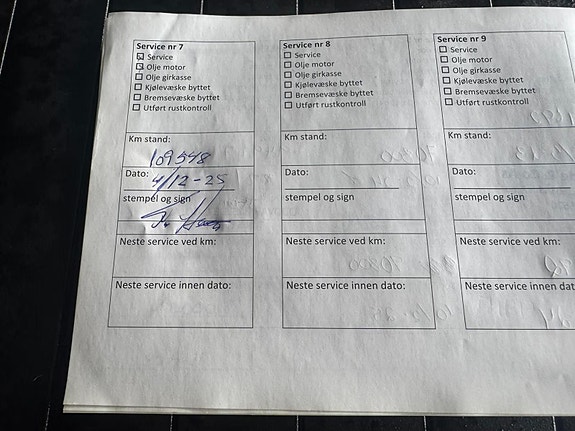 Service nr 7
Service
Olje motor
Olje girkasse
Kjølevæske byttet
Bremsevæske byttet
Utført rustkontroll
Km stand:
109548
Dato:
4/12-25
stempel og sign
Neste service ved km:
Neste service innen dato:
Service nr 8
Service
Olje motor
Olje girkasse
Kjølevæske byttet
Bremsevæske byttet
Utført rustkontroll
Km stand:
Dato:
stempel og sign
Neste service ved km:
Neste service innen dato:
Service nr 9
Service
Olje motor
Olje girkasse
Kjølevæske byttet
Bremsevæske byttet
Utført rustkontroll
Km stand:
Dato:
stempel og sign
Neste service ved km:
Neste service innen dat